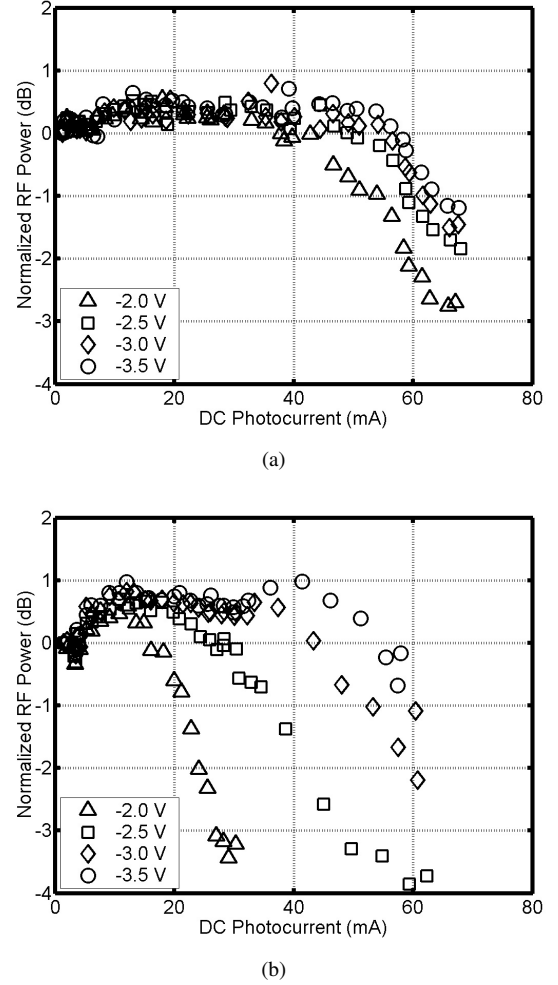 2
1
0
-1
-2
-3
-4
Normalized RF Power (dB)
-2.0 V
-2.5 V
-3.0 V
-3.5 V
0 20 40 60 80
DC Photocurrent (mA)
(a)
2
1
0
-1
-2
-3
-4
Normalized RF Power (dB)
-2.0 V
-2.5 V
-3.0 V
-3.5 V
0 20 40 60 80
DC Photocurrent (mA)
(b)